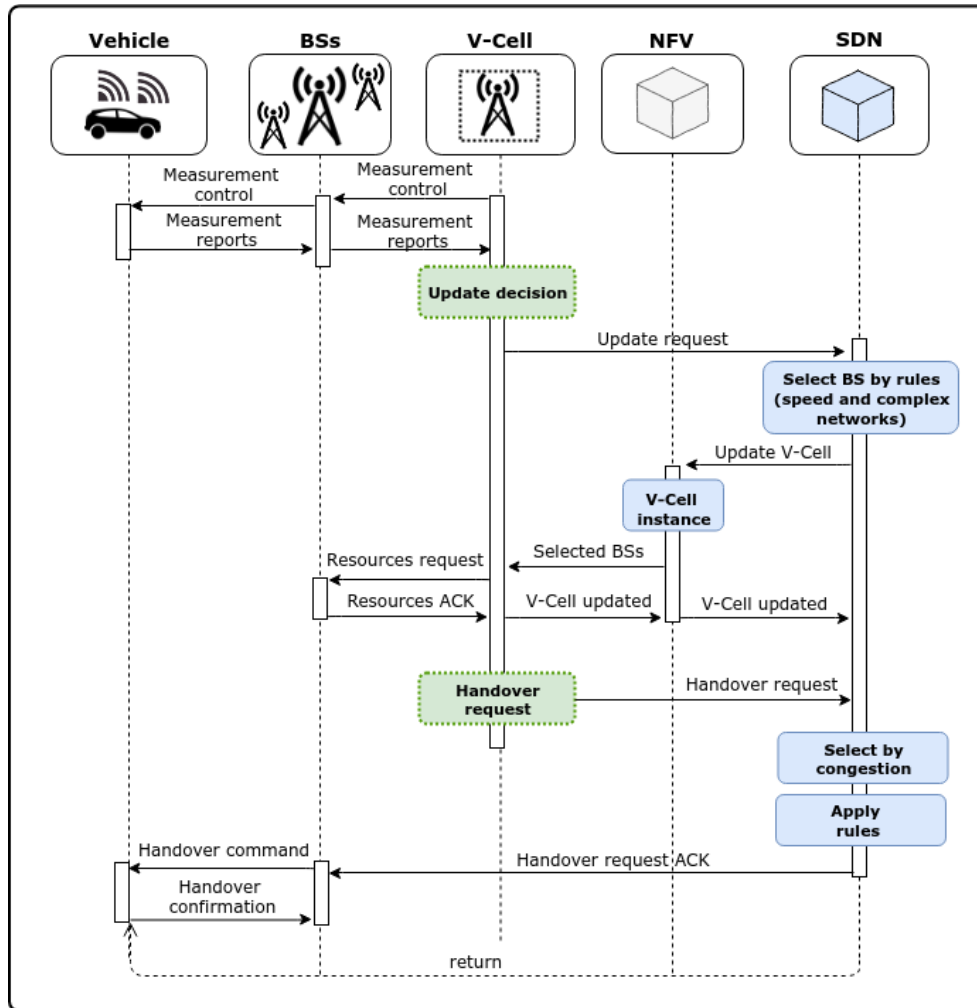 Vehicle
BSs
V-Cell
NFV
SDN
Measurement
control
Measurement
control
Measurement
reports
Measurement
reports
Update decision
Update request
Select BS by rules
(speed and complex
networks)
Update V-Cell
V-Cell
instance
Selected BSs
Resources request
Resources ACK
V-Cell updated
V-Cell updated
Handover
request
Handover request
Select by
congestion
Apply
rules
Handover command
Handover request ACK
Handover
confirmation
return